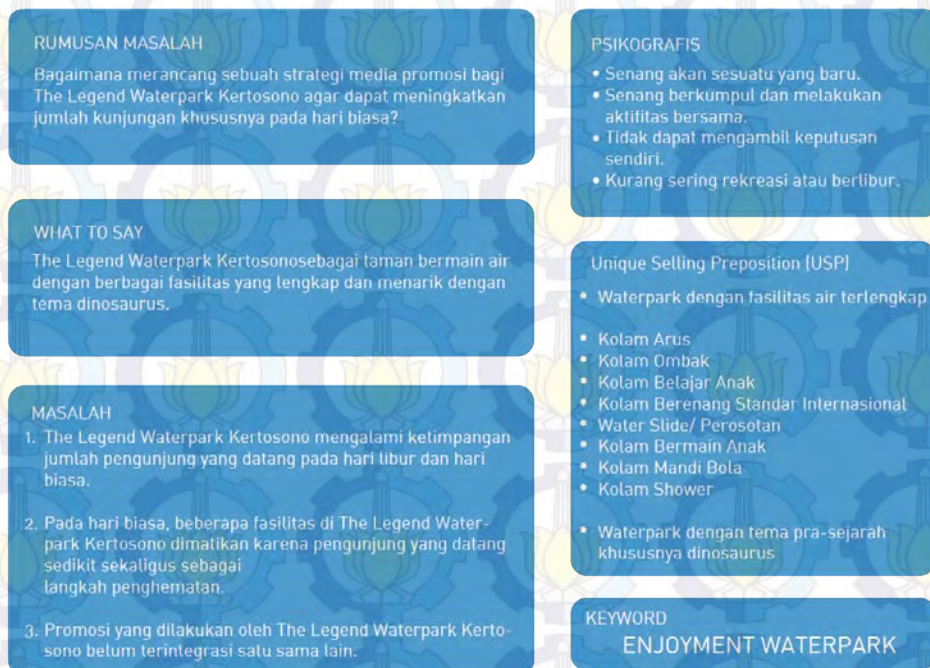 RUMUSAN MASALAH
Bagaimana merancang sebuah strategi media promosi bagi
The Legend Waterpark Kertosono agar dapat meningkatkan
jumlah kunjungan khususnya pada hari biasa?
WHAT TO SAY
The Legend Waterpark Kertosonosebagai taman bermain air
dengan berbagai fasilitas yang lengkap dan menarik dengan
tema dinosaurus.
MASALAH
1. The Legend Waterpark Kertosono mengalami ketimpangan
jumlah pengunjung yang datang pada hari libur dan hari
biasa.
2. Pada hari biasa, beberapa fasilitas di The Legend Water-
park Kertosono dimatikan karena pengunjung yang datang
sedikit sekaligus sebagai
langkah penghematan.
3. Promosi yang dilakukan oleh The Legend Waterpark Kerto-
sono belum terintegrasi satu sama lain.
PSIKOGRAFIS
• Senang akan sesuatu yang baru.
• Senang berkumpul dan melakukan
aktifitas bersama.
• Tidak dapat mengambil keputusan
sendiri.
• Kurang sering rekreasi atau berlibur.
Unique Selling Preposition (USP)
• Waterpark dengan fasilitas air terlengkap
• Kolam Arus
• Kolam Ombak
• Kolam Belajar Anak
• Kolam Berenang Standar Internasional
• Water Slide/ Perosotan
• Kolam Bermain Anak
• Kolam Mandi Bola
• Kolam Shower
• Waterpark dengan tema pra-sejarah
khususnya dinosaurus
KEYWORD
ENJOYMENT WATERPARK